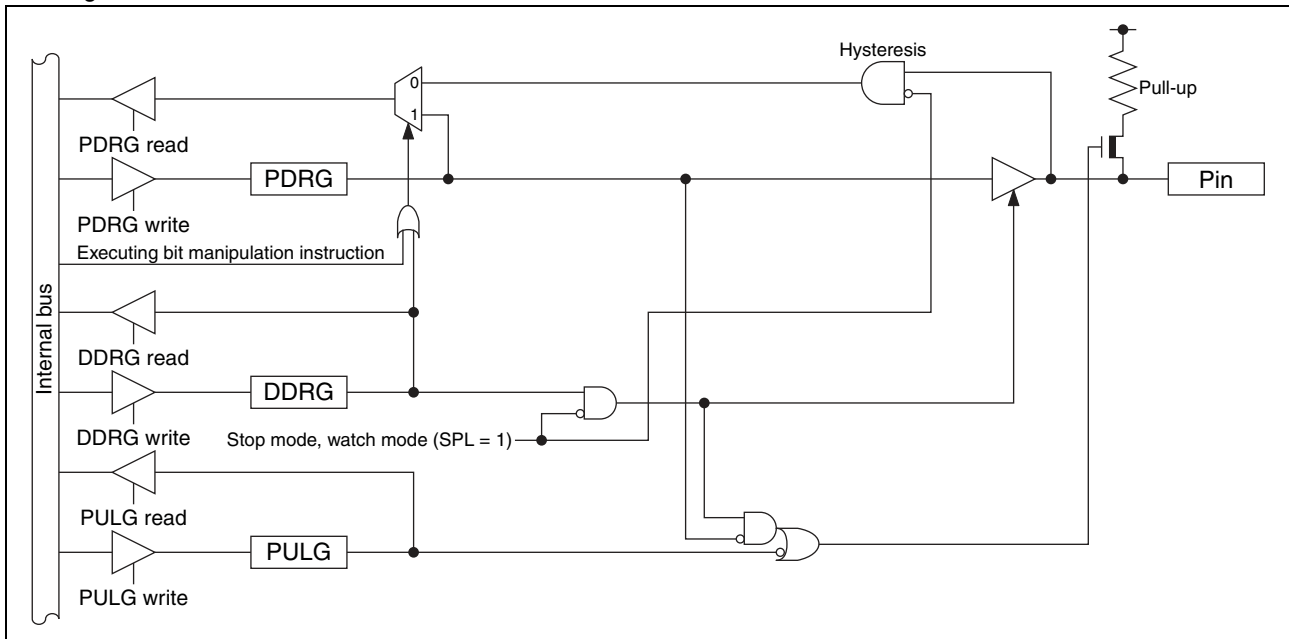 Hysteresis
0
Pull-up
1
PDRG read
PDRG
Pin
PDRG write
Executing bit manipulation instruction
Internal bus
DDRG read
DDRG
DDRG write
Stop mode, watch mode (SPL = 1)
PULG read
PULG
PULG write